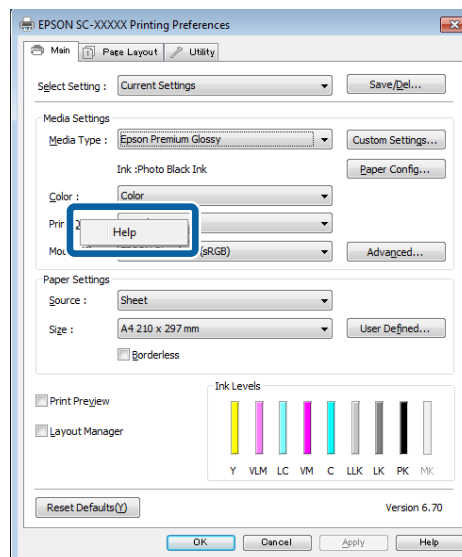 EPSON SC-XXXXX Printing Preferences
Main Page Layout Utility
Select Setting : Current Settings Save/Del...
Media Settings
Media Type : Epson Premium Glossy Custom Settings...
Ink :Photo Black Ink Paper Config...
Color : Color
Help
(sRGB) Advanced...
Paper Settings
Source : Sheet
Size : A4 210 x 297 mm User Defined...
Borderless
Ink Levels
Print Preview
Layout Manager
Y VLM LC VM C LLK LK PK MK
Reset Defaults(Y) Version 6.70
OK Cancel Apply Help